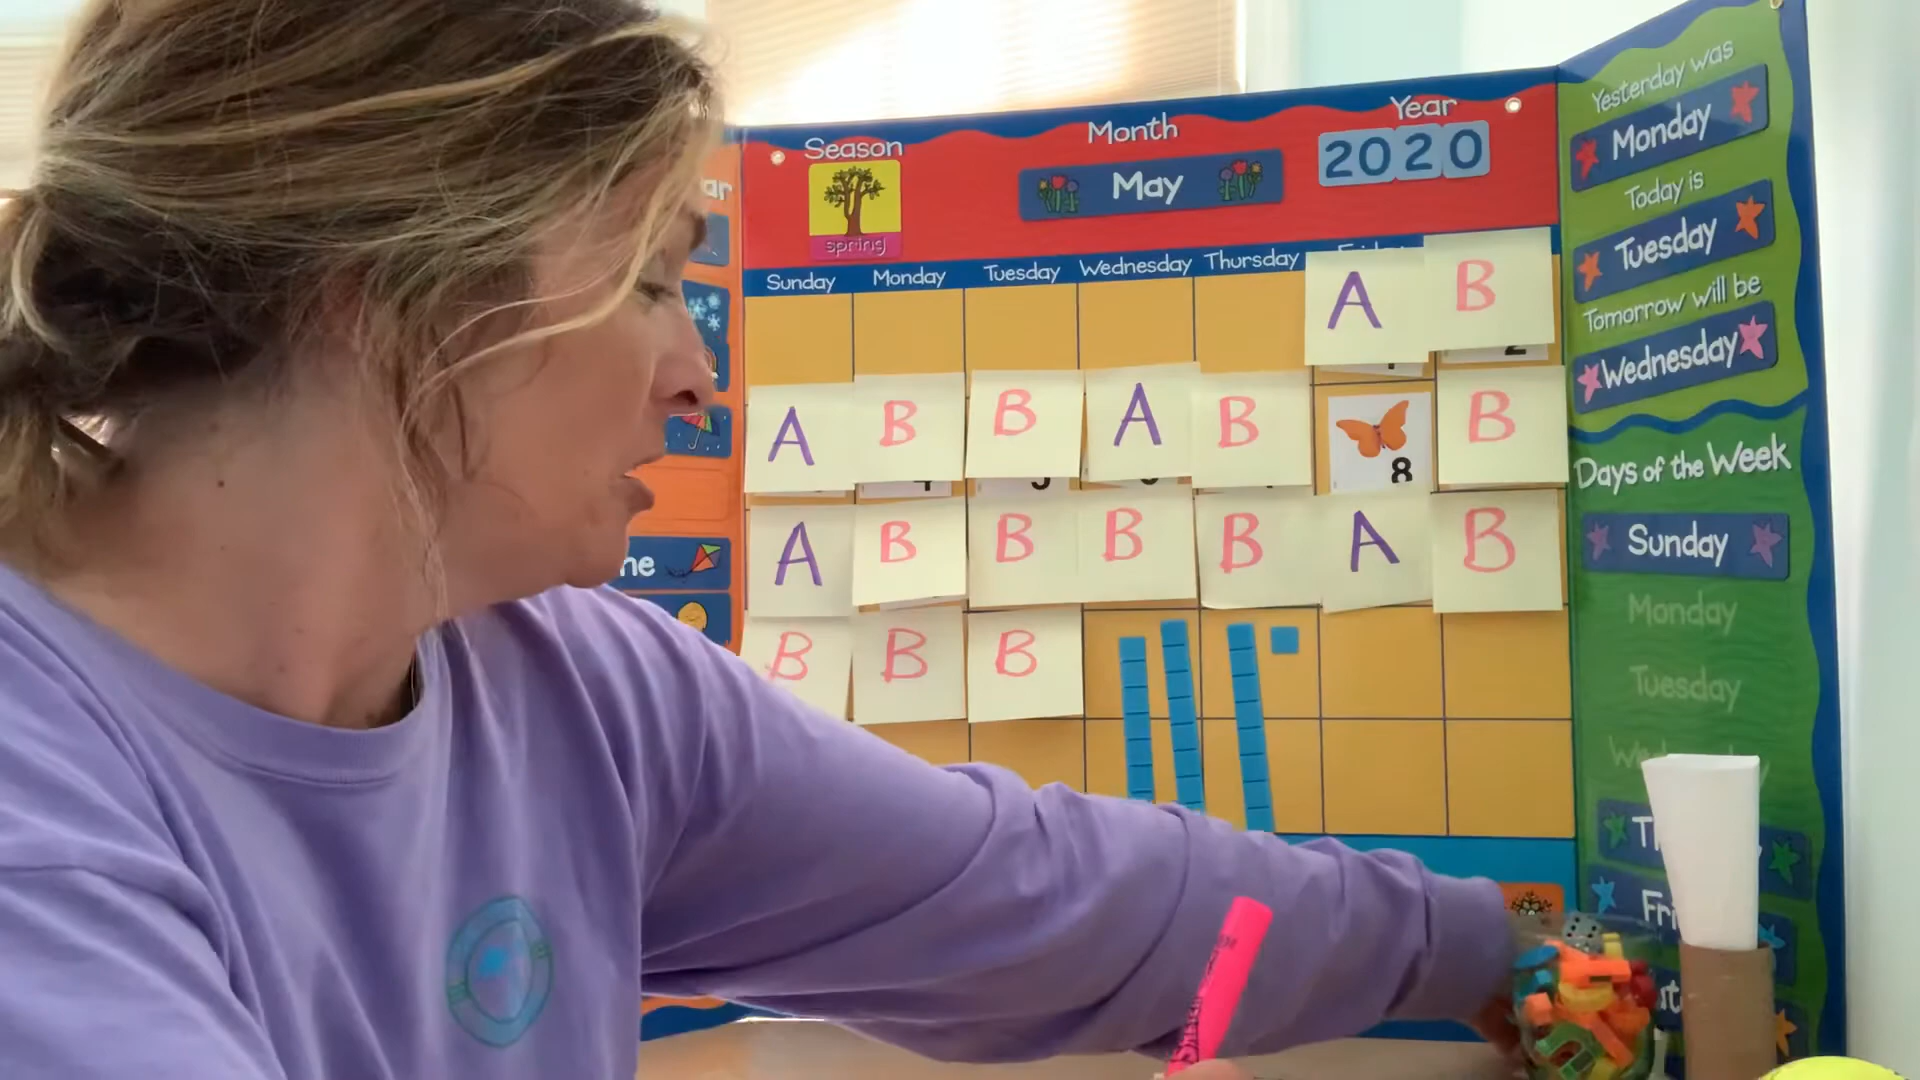 Season
Month
Year
May
2020
spring
Sunday Monday Tuesday Wednesday Thursday
A B
2
A B B A B B
8
A B B B B A B
B B B
Yesterday was
Monday
Today is
Tuesday
Tomorrow will be
Wednesday
Days of the Week
Sunday
Monday
Tuesday